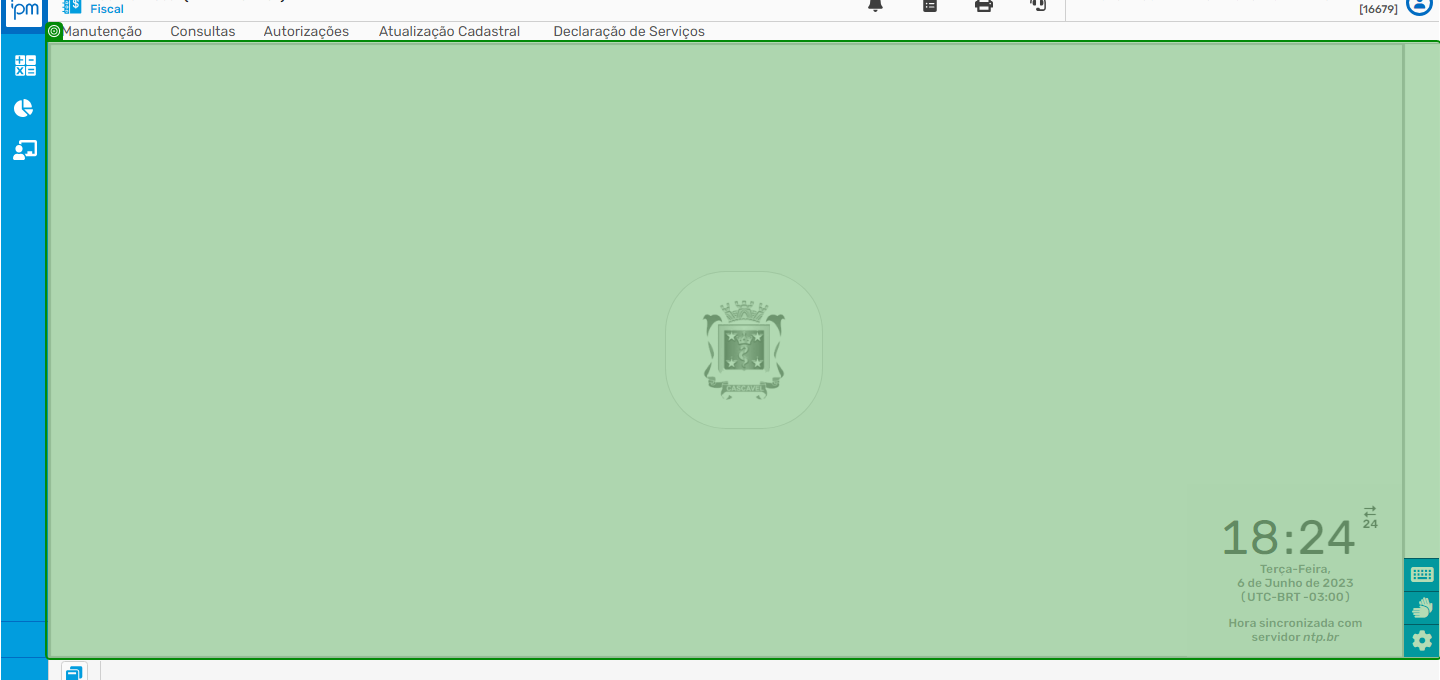 ipm
Fiscal
[16679]
Manutenção Consultas Autorizações Atualização Cadastral Declaração de Serviços
CASCAVEL
18:24
24
Terça-Feira,
6 de Junho de 2023
(UTC-BRT -03:00)
Hora sincronizada com
servidor ntp.br